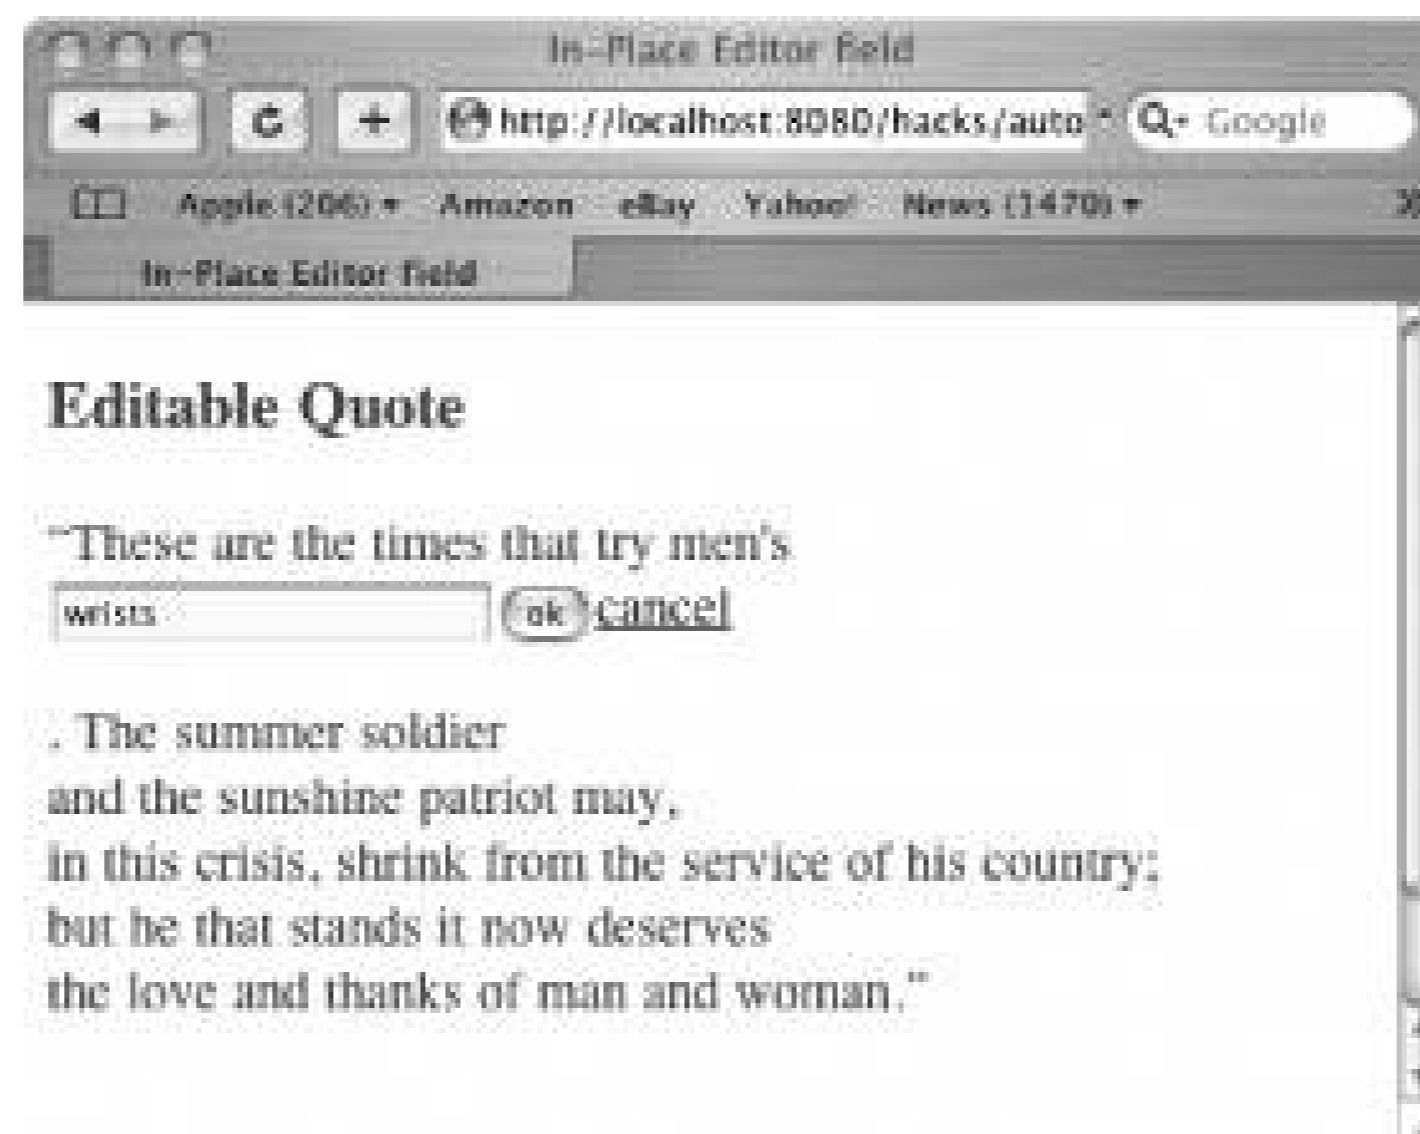 In-Place Editor field
http://localhost:8080/hacks/auto Google
Apple (206) Amazon eBay Yahoo! News (1470)
In-Place Editor field
Editable Quote
"These are the times that try men's
wrists ok cancel
. The summer soldier
and the sunshine patriot may,
in this crisis, shrink from the service of his country;
but he that stands it now deserves
the love and thanks of man and woman."